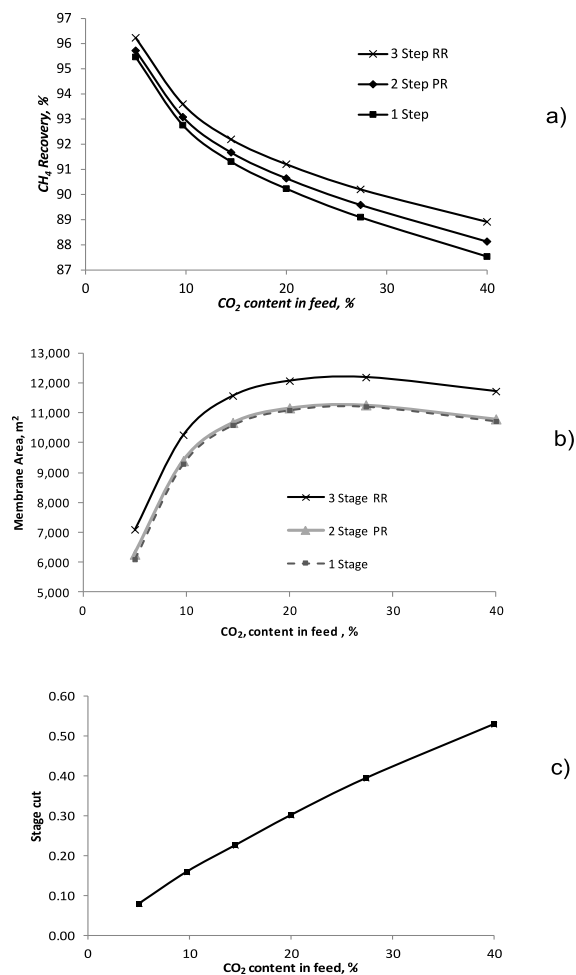 97
96
95
94
93
92
91
90
89
88
87
CH4 Recovery, %
3 Step RR
2 Step PR
1 Step
a)
0 10 20 30 40
CO2 content in feed, %
13,000
12,000
11,000
10,000
9,000
8,000
7,000
6,000
5,000
Membrane Area, m2
3 Stage RR
2 Stage PR
1 Stage
b)
0 10 20 30 40
CO2, content in feed , %
0.60
0.50
0.40
0.30
0.20
0.10
0.00
Stage cut
c)
0 10 20 30 40
CO2 content in feed, %